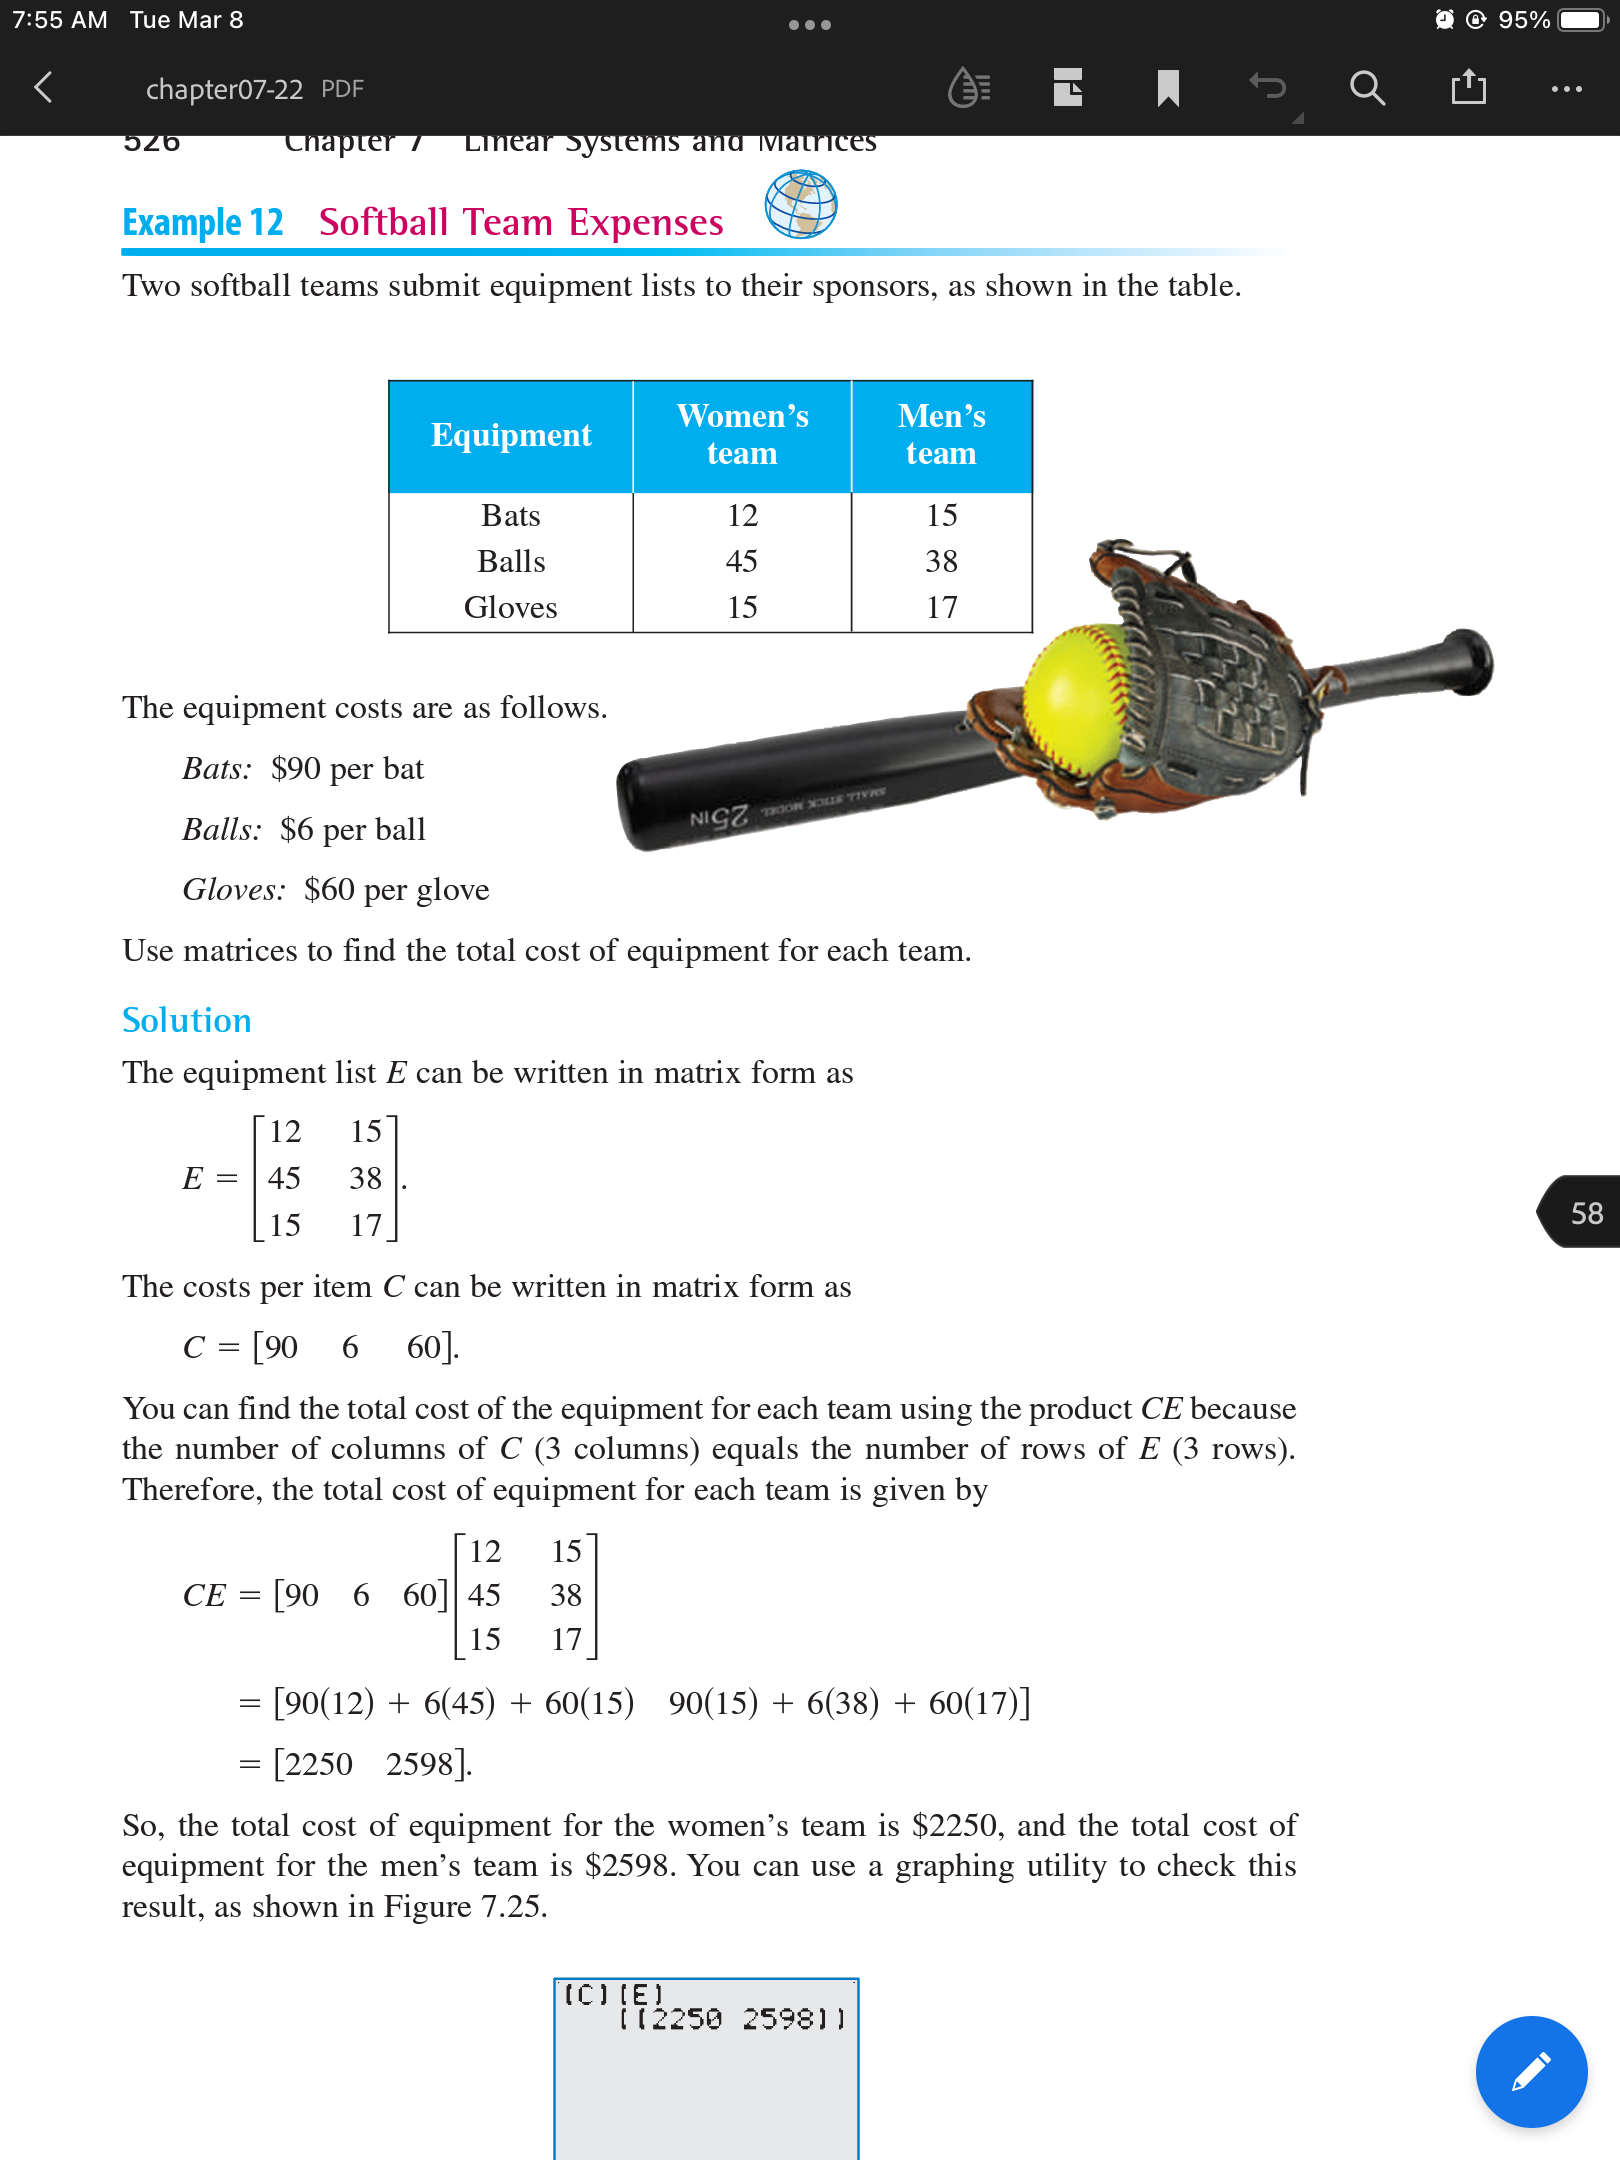 7:55 AM Tue Mar 8 95%
chapter07-22 PDF
526 Chapter 7 Linear Systems and Matrices
Example 12 Softball Team Expenses
Two softball teams submit equipment lists to their sponsors, as shown in the table.
Equipment Women's team Men's team
Bats 12 15
Balls 45 38
Gloves 15 17
The equipment costs are as follows.
Bats: $90 per bat
Balls: $6 per ball
Gloves: $60 per glove
25IN SMALL STICK MODEL
Use matrices to find the total cost of equipment for each team.
Solution
The equipment list E can be written in matrix form as
12 15
E = 45 38 .
15 17
58
The costs per item C can be written in matrix form as
C = [90 6 60].
You can find the total cost of the equipment for each team using the product CE because
the number of columns of C (3 columns) equals the number of rows of E (3 rows).
Therefore, the total cost of equipment for each team is given by
12 15
CE = [90 6 60] 45 38
15 17
= [90(12) + 6(45) + 60(15) 90(15) + 6(38) + 60(17)]
= [2250 2598].
So, the total cost of equipment for the women's team is $2250, and the total cost of
equipment for the men's team is $2598. You can use a graphing utility to check this
result, as shown in Figure 7.25.
[C][E]
[[2250 2598]]